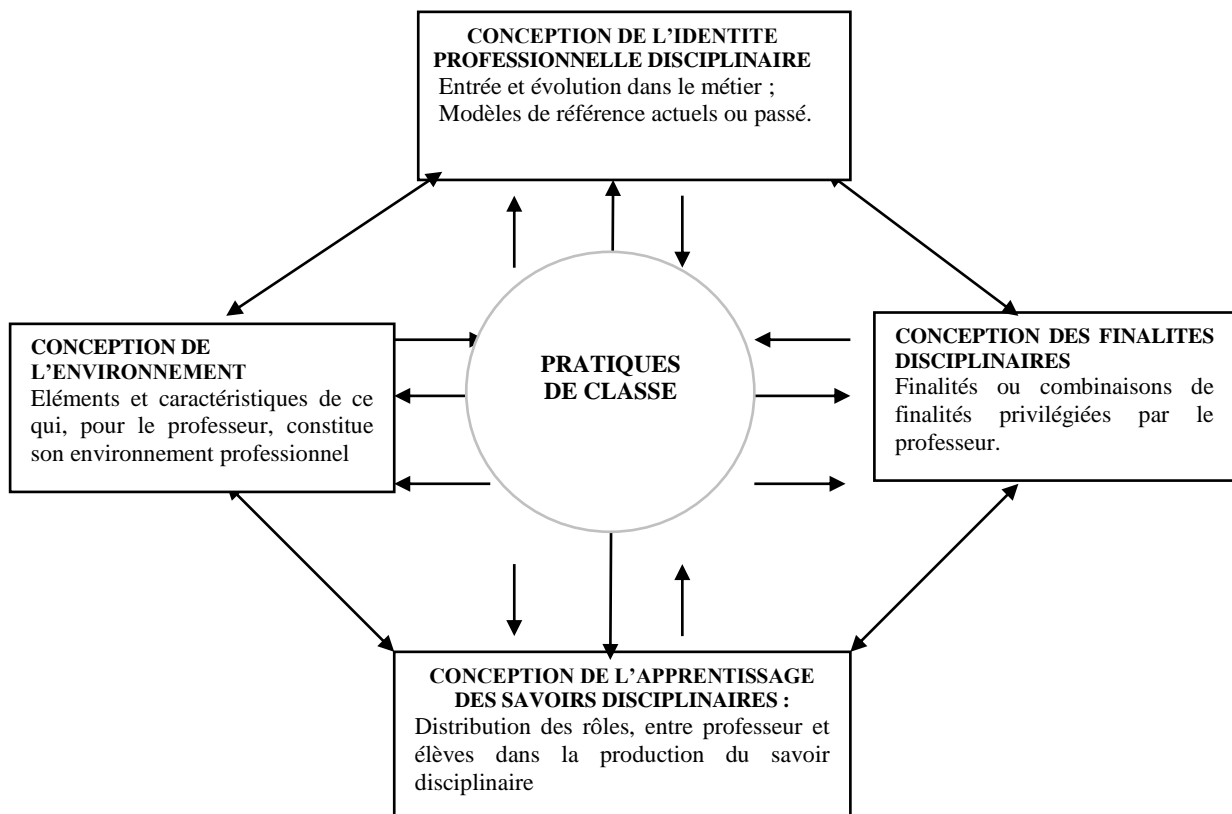 CONCEPTION DE L’IDENTITE
PROFESSIONNELLE DISCIPLINAIRE
Entrée et évolution dans le métier ;
Modèles de référence actuels ou passé.
CONCEPTION DE
L’ENVIRONNEMENT
Eléments et caractéristiques de ce
qui, pour le professeur, constitue
son environnement professionnel
PRATIQUES
DE CLASSE
CONCEPTION DES FINALITES
DISCIPLINAIRES
Finalités ou combinaisons de
finalités privilégiées par le
professeur.
CONCEPTION DE L’APPRENTISSAGE
DES SAVOIRS DISCIPLINAIRES :
Distribution des rôles, entre professeur et
élèves dans la production du savoir
disciplinaire